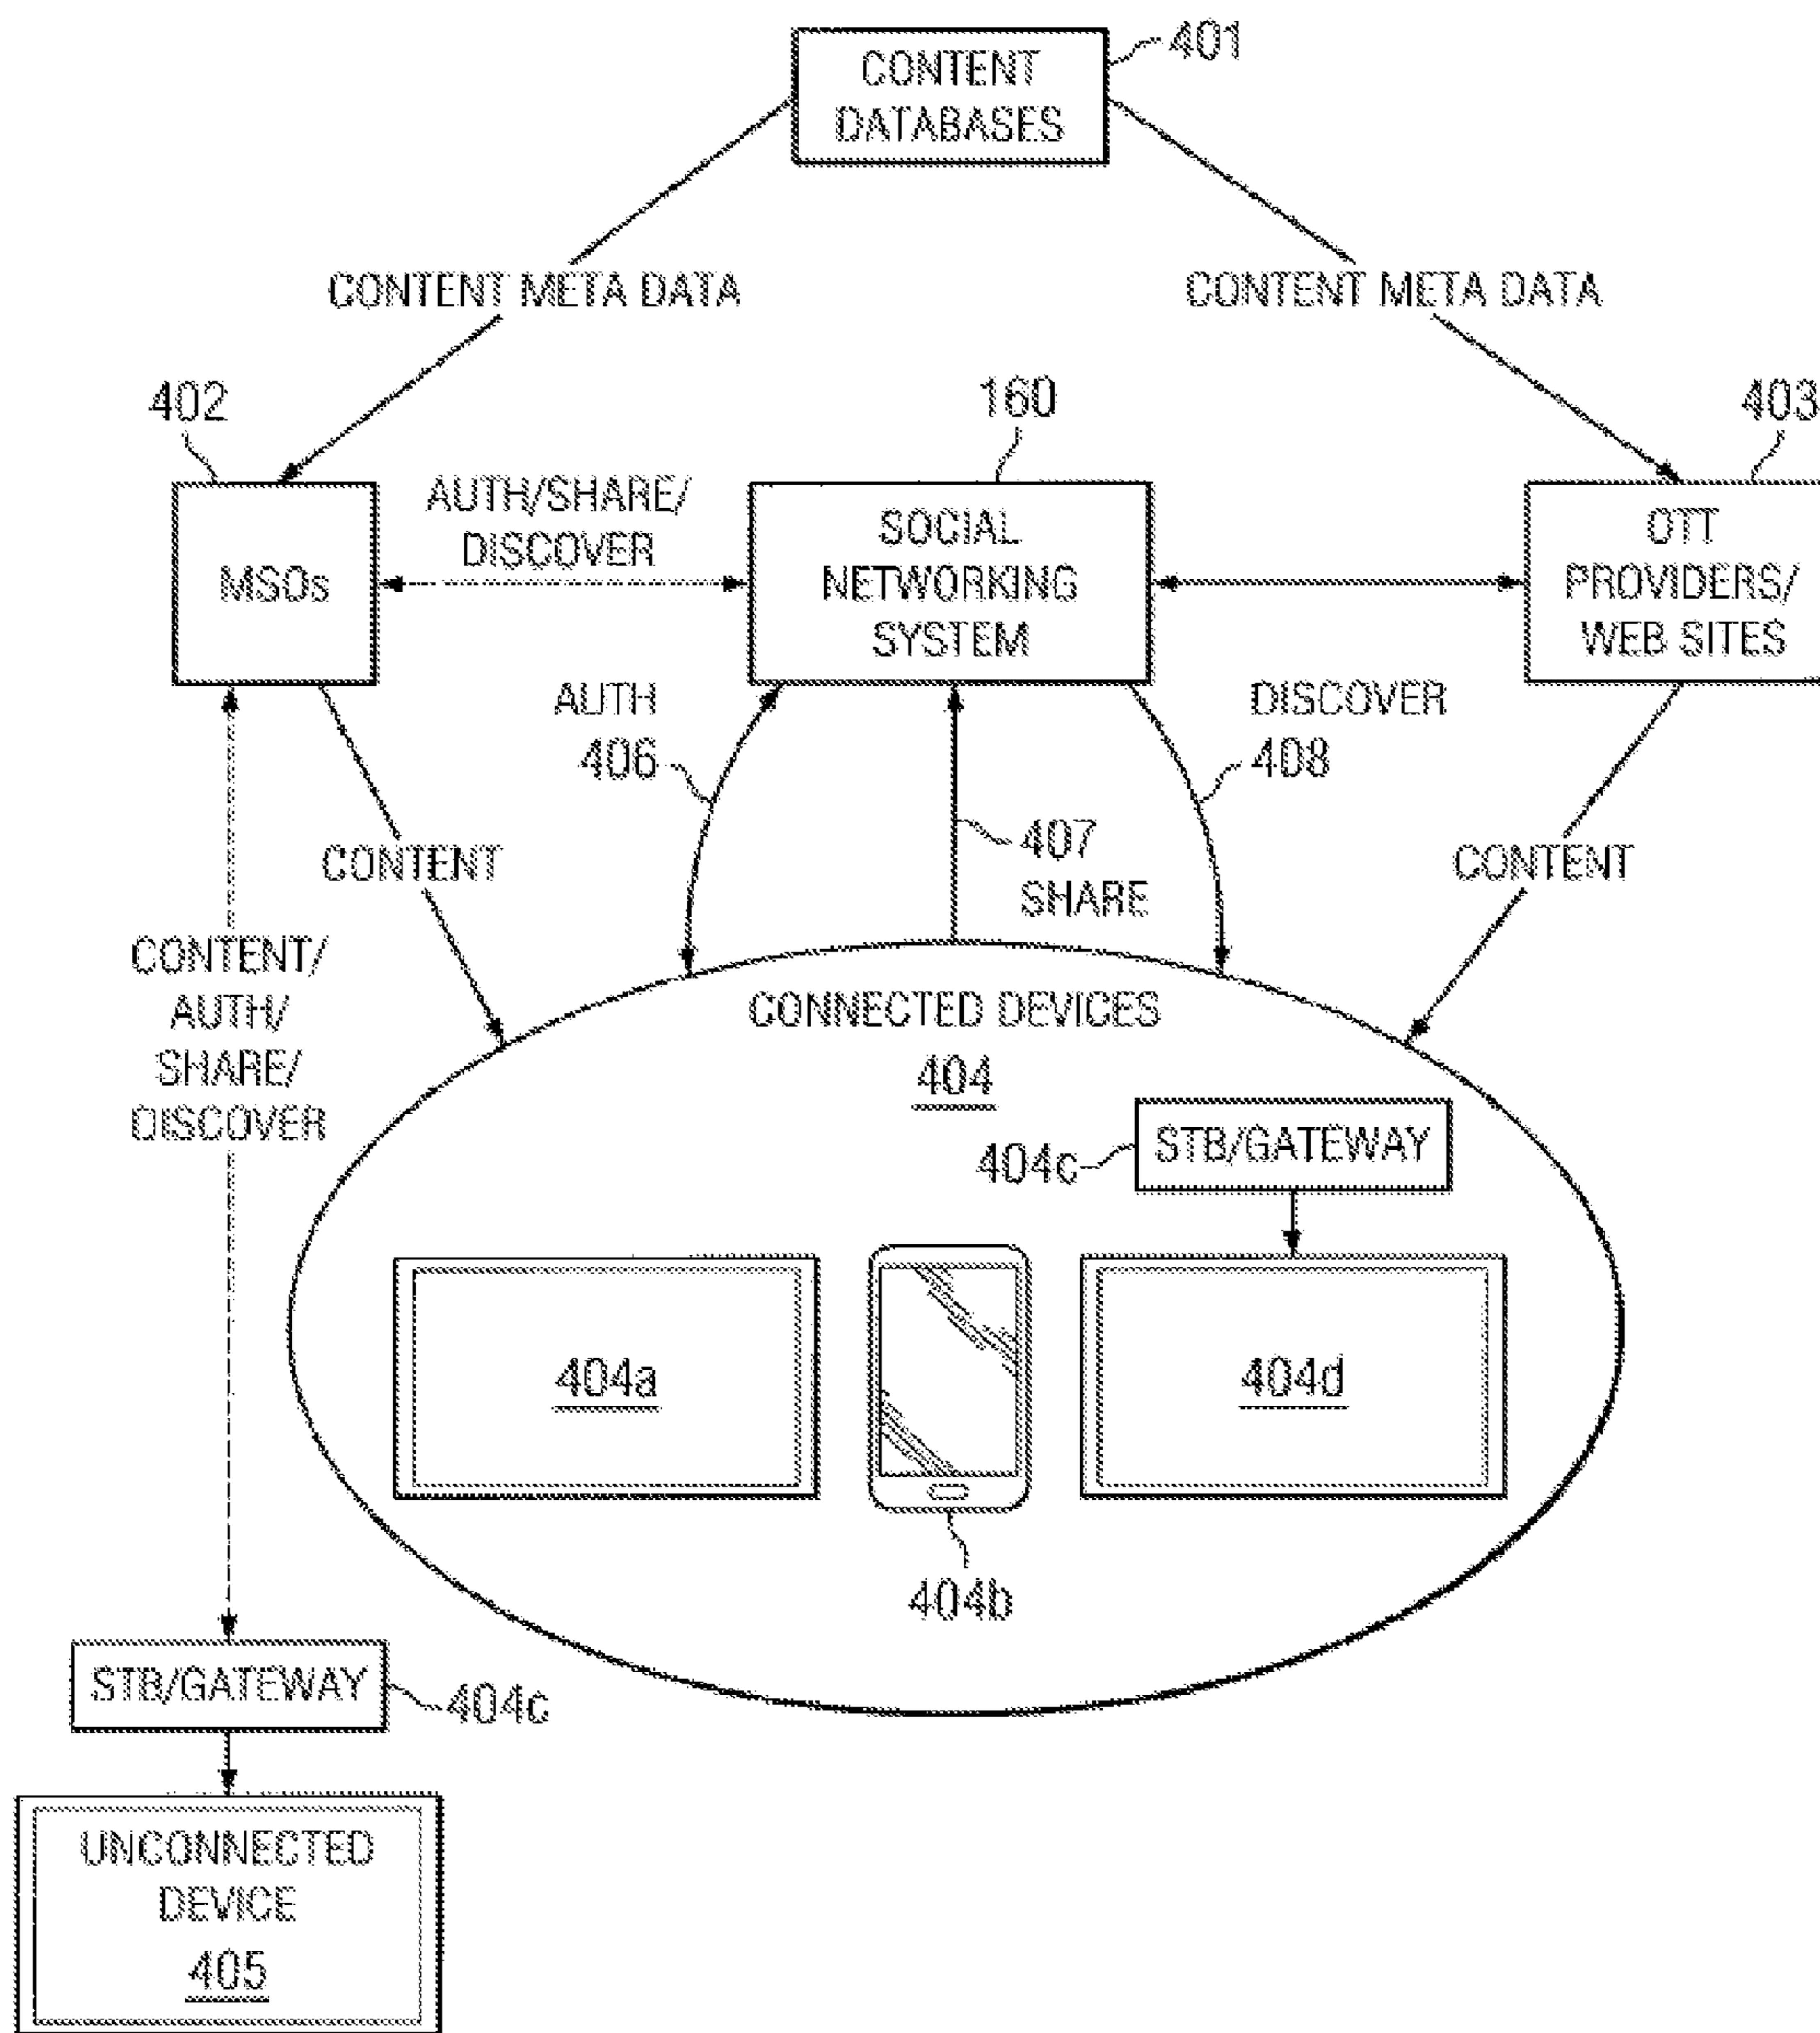 401
CONTENT
DATABASES
CONTENT META DATA
CONTENT META DATA
402
160
403
AUTH/SHARE/
DISCOVER
MSOs
SOCIAL
NETWORKING
SYSTEM
OTT
PROVIDERS/
WEB SITES
AUTH
406
DISCOVER
408
407
SHARE
CONTENT
CONTENT
CONTENT/
AUTH/
SHARE/
DISCOVER
CONNECTED DEVICES
404
404c
STB/GATEWAY
404a
404d
404b
STB/GATEWAY
404c
UNCONNECTED
DEVICE
405